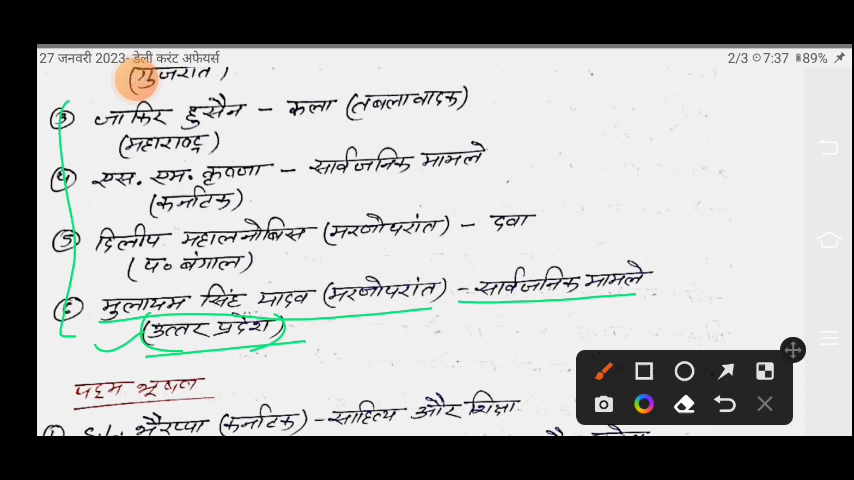 27 जनवरी 2023- डेली करंट अफेयर्स 2/3 7:37 89%
(गुजरात)
③ जाकिर हुसैन - कला (तबलावादक)
(महाराष्ट्र)
④ एस. एम. कृष्णा - सार्वजनिक मामले
(कर्नाटक)
⑤ दिलीप महालनोबिस (मरणोपरांत) - दवा
(प० बंगाल)
⑥ मुलायम सिंह यादव (मरणोपरांत) - सार्वजनिक मामले
(उत्तर प्रदेश)
पद्म भूषण
① S.L. भैरप्पा (कर्नाटक) - साहित्य और शिक्षा